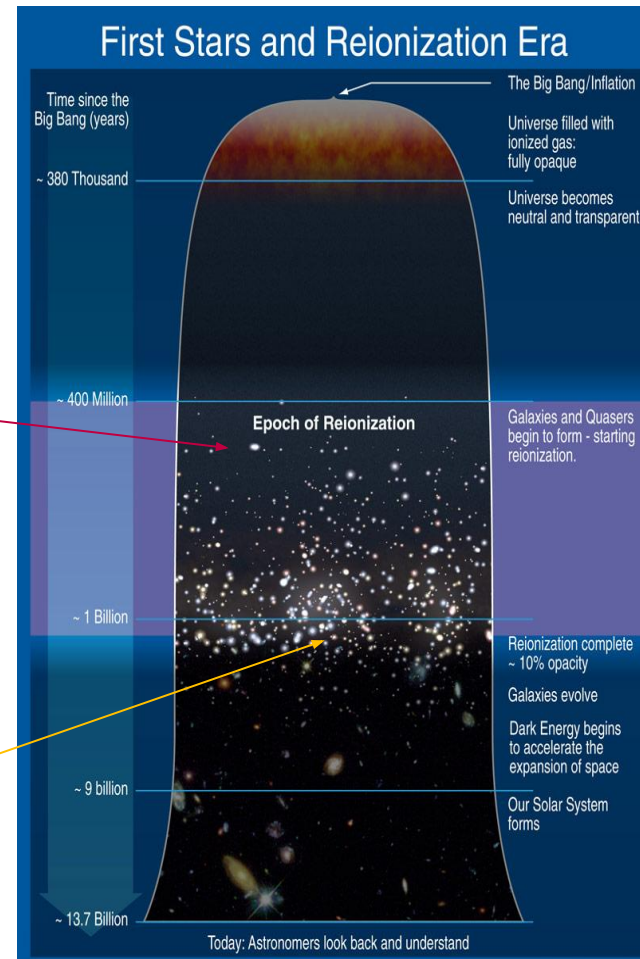 First Stars and Reionization Era
Time since the
Big Bang (years)
The Big Bang/Inflation
Universe filled with
ionized gas:
fully opaque
~ 380 Thousand
Universe becomes
neutral and transparent
~ 400 Million
Epoch of Reionization
Galaxies and Quasers
begin to form - starting
reionization.
~ 1 Billion
Reionization complete
~ 10% opacity
Galaxies evolve
Dark Energy begins
to accelerate the
expansion of space
~ 9 billion
Our Solar System
forms
~ 13.7 Billion
Today: Astronomers look back and understand